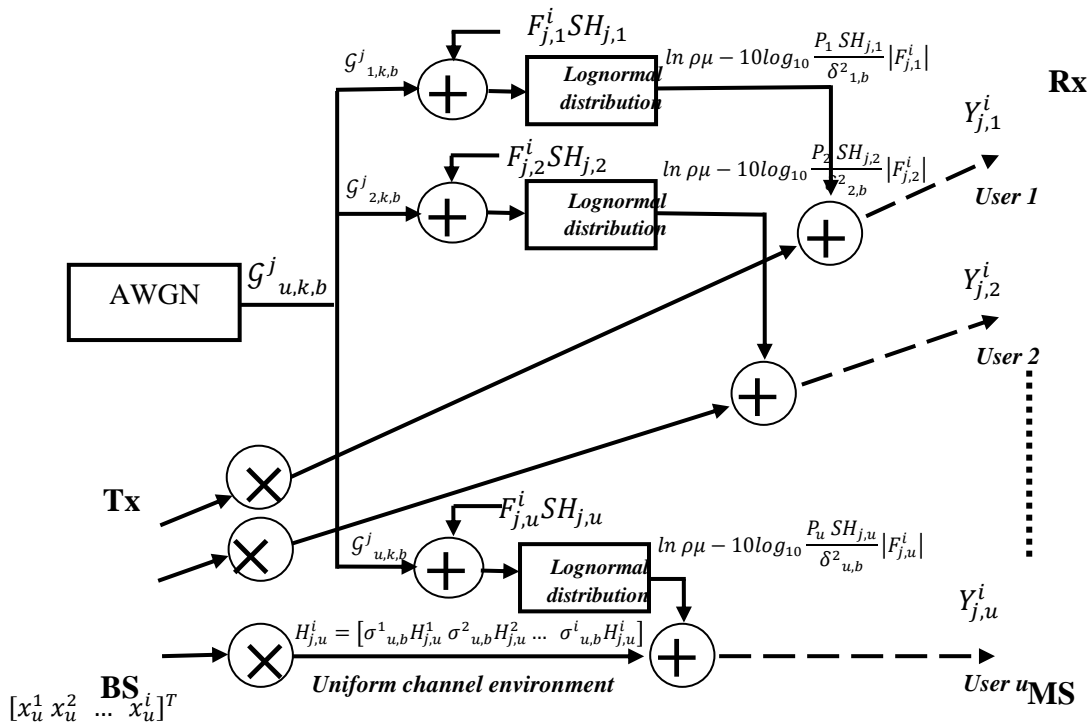 F^i_{j,1} SH_{j,1}
ln ρμ − 10log_{10} \frac{P_1 SH_{j,1}}{δ^2_{1,b}} |F^i_{j,1}|
𝒢^j_{1,k,b}
+
Lognormal
distribution
Rx
Y^i_{j,1}
F^i_{j,2} SH_{j,2}
ln ρμ − 10log_{10} \frac{P_2 SH_{j,2}}{^2_{2,b}} |F^i_{j,2}|
𝒢^j_{2,k,b}
+
Lognormal
distribution
User 1
+
AWGN
𝒢^j_{u,k,b}
Y^i_{j,2}
User 2
+
×
Tx
×
F^i_{j,u} SH_{j,u}
ln ρμ − 10log_{10} \frac{P_u SH_{j,u}}{δ^2_{u,b}} |F^i_{j,u}|
𝒢^j_{u,k,b}
+
Lognormal
distribution
Y^i_{j,u}
×
H^i_{j,u} = [σ^1_{u,b}H^1_{j,u} σ^2_{u,b}H^2_{j,u} … σ^i_{u,b}H^i_{j,u}]
+
Uniform channel environment
User u
MS
BS
[x^1_u x^2_u … x^i_u]^T